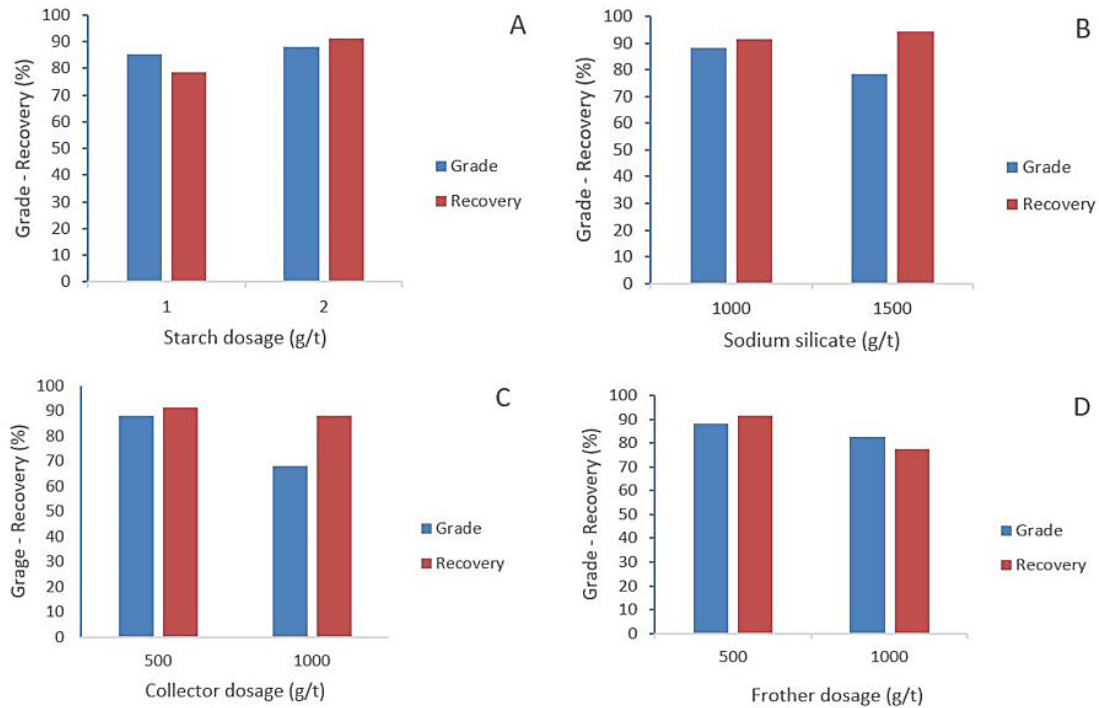 A
Grade - Recovery (%)
100
90
80
70
60
50
40
30
20
10
0
1 2
Starch dosage (g/t)
Grade
Recovery
B
Grade - Recovery (%)
100
90
80
70
60
50
40
30
20
10
0
1000 1500
Sodium silicate (g/t)
Grade
Recovery
C
Grage - Recovery (%)
100
90
80
70
60
50
40
30
20
10
0
500 1000
Collector dosage (g/t)
Grade
Recovery
D
Grade - Recovery (%)
100
90
80
70
60
50
40
30
20
10
0
500 1000
Frother dosage (g/t)
Grade
Recovery